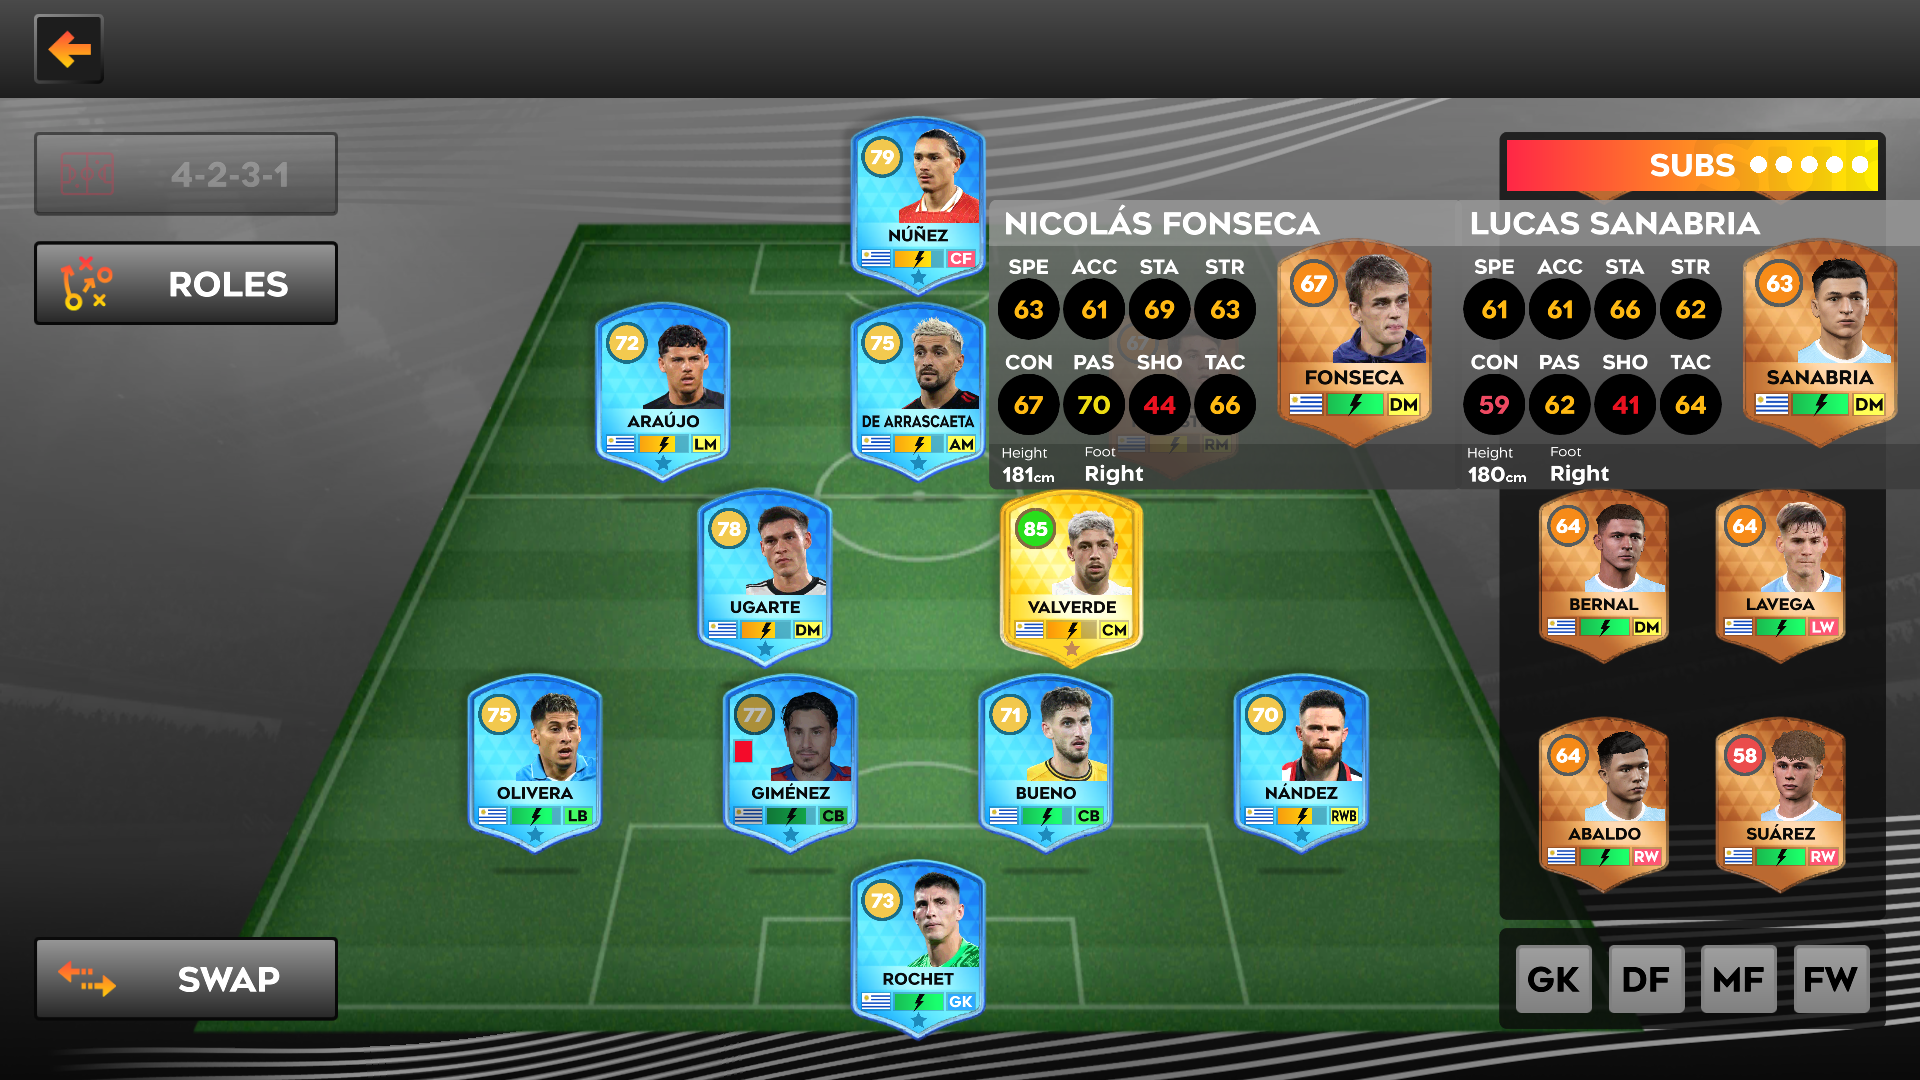 4-2-3-1
ROLES
SWAP
79
NÚÑEZ
CF
72
ARAÚJO
LM
75
DE ARRASCAETA
AM
67
RM
78
UGARTE
DM
85
VALVERDE
CM
75
OLIVERA
LB
77
GIMÉNEZ
CB
71
BUENO
CB
70
NÁNDEZ
RWB
73
ROCHET
GK
NICOLÁS FONSECA
SPE ACC STA STR
63 61 69 63
CON PAS SHO TAC
67 70 44 66
Height Foot
181cm Right
67
FONSECA
DM
LUCAS SANABRIA
SPE ACC STA STR
61 61 66 62
CON PAS SHO TAC
59 62 41 64
Height Foot
180cm Right
63
SANABRIA
DM
SUBS
64
BERNAL
DM
64
LAVEGA
LW
64
ABALDO
RW
58
SUÁREZ
RW
GK DF MF FW